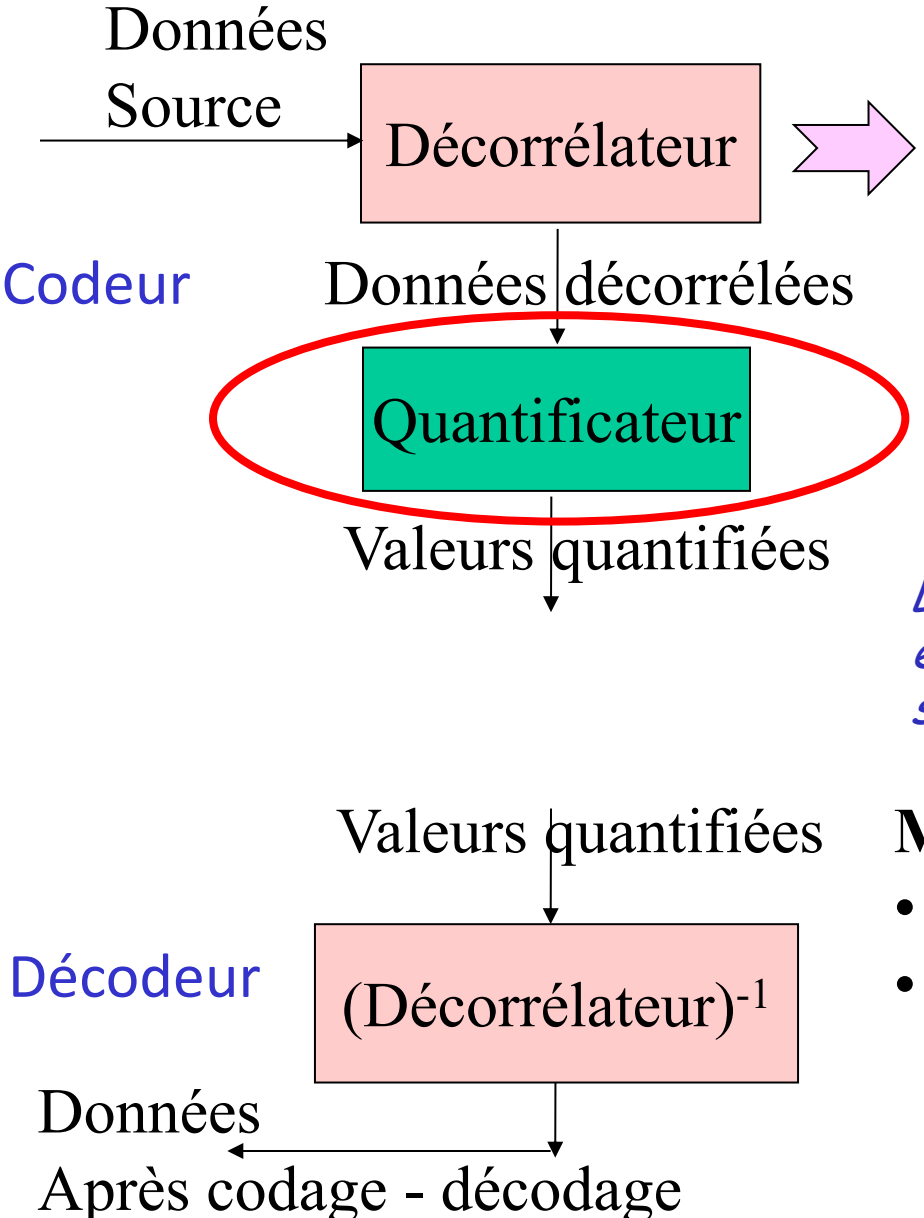 Données
Source
Décorrélateur
Codeur
Données décorrélées
Quantificateur
Valeurs quantifiées
Valeurs quantifiées
Décodeur
(Décorrélateur)⁻¹
Données
Après codage - décodage